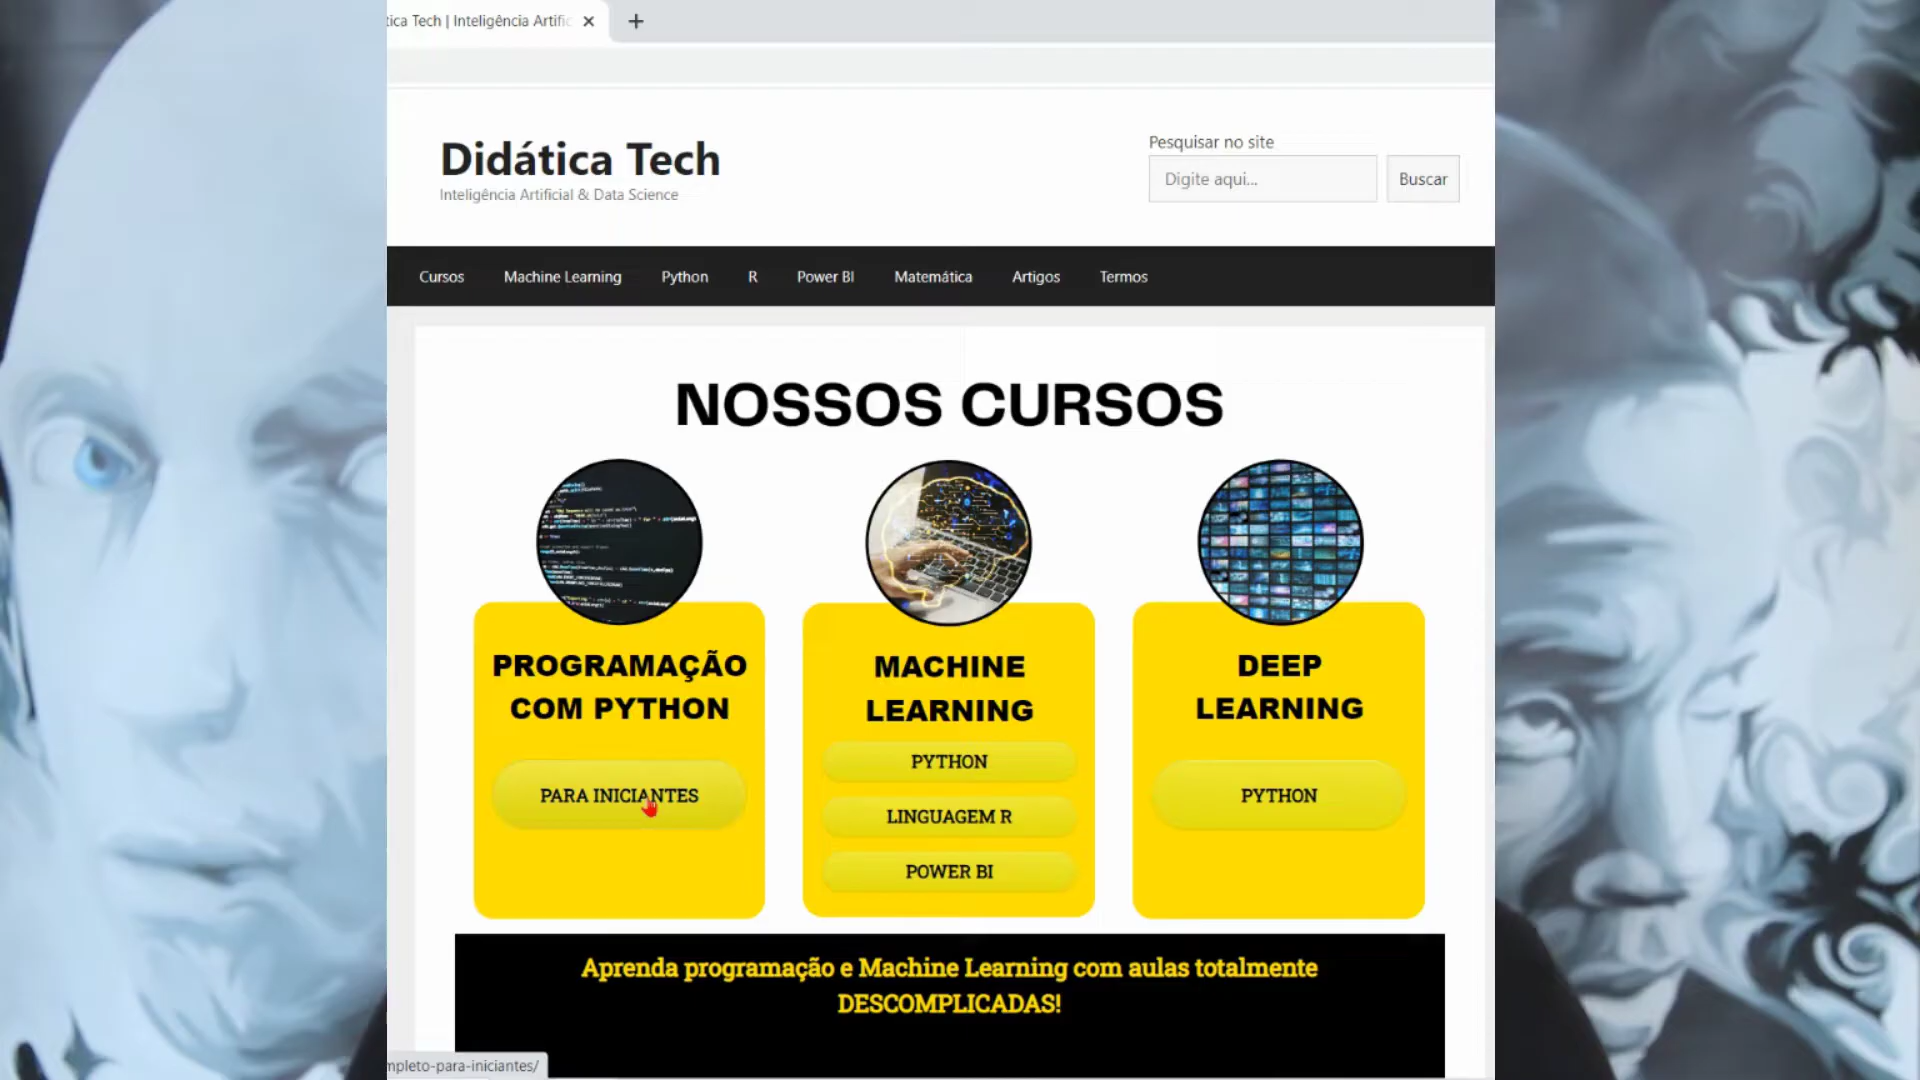 tica Tech | Inteligência Artific
Didática Tech
Inteligência Artificial & Data Science
Pesquisar no site
Digite aqui...
Buscar
Cursos
Machine Learning
Python
R
Power BI
Matemática
Artigos
Termos
NOSSOS CURSOS
PROGRAMAÇÃO
COM PYTHON
PARA INICIANTES
MACHINE
LEARNING
PYTHON
LINGUAGEM R
POWER BI
DEEP
LEARNING
PYTHON
Aprenda programação e Machine Learning com aulas totalmente
DESCOMPLICADAS!
mpleto-para-iniciantes/